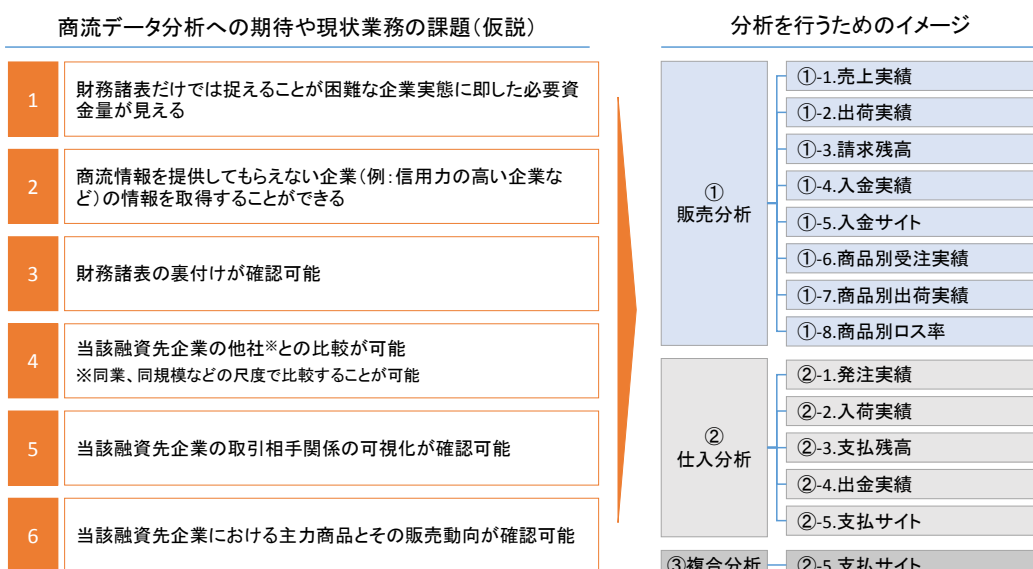 商流データ分析への期待や現状業務の課題(仮説)
1
財務諸表だけでは捉えることが困難な企業実態に即した必要資
金量が見える
2
商流情報を提供してもらえない企業(例:信用力の高い企業な
ど)の情報を取得することができる
3
財務諸表の裏付けが確認可能
4
当該融資先企業の他社※との比較が可能
※同業、同規模などの尺度で比較することが可能
5
当該融資先企業の取引相手関係の可視化が確認可能
6
当該融資先企業における主力商品とその販売動向が確認可能
分析を行うためのイメージ
①
販売分析
①-1.売上実績
①-2.出荷実績
①-3.請求残高
①-4.入金実績
①-5.入金サイト
①-6.商品別受注実績
①-7.商品別出荷実績
①-8.商品別ロス率
②
仕入分析
②-1.発注実績
②-2.入荷実績
②-3.支払残高
②-4.出金実績
②-5.支払サイト
③複合分析
②-5.支払サイト